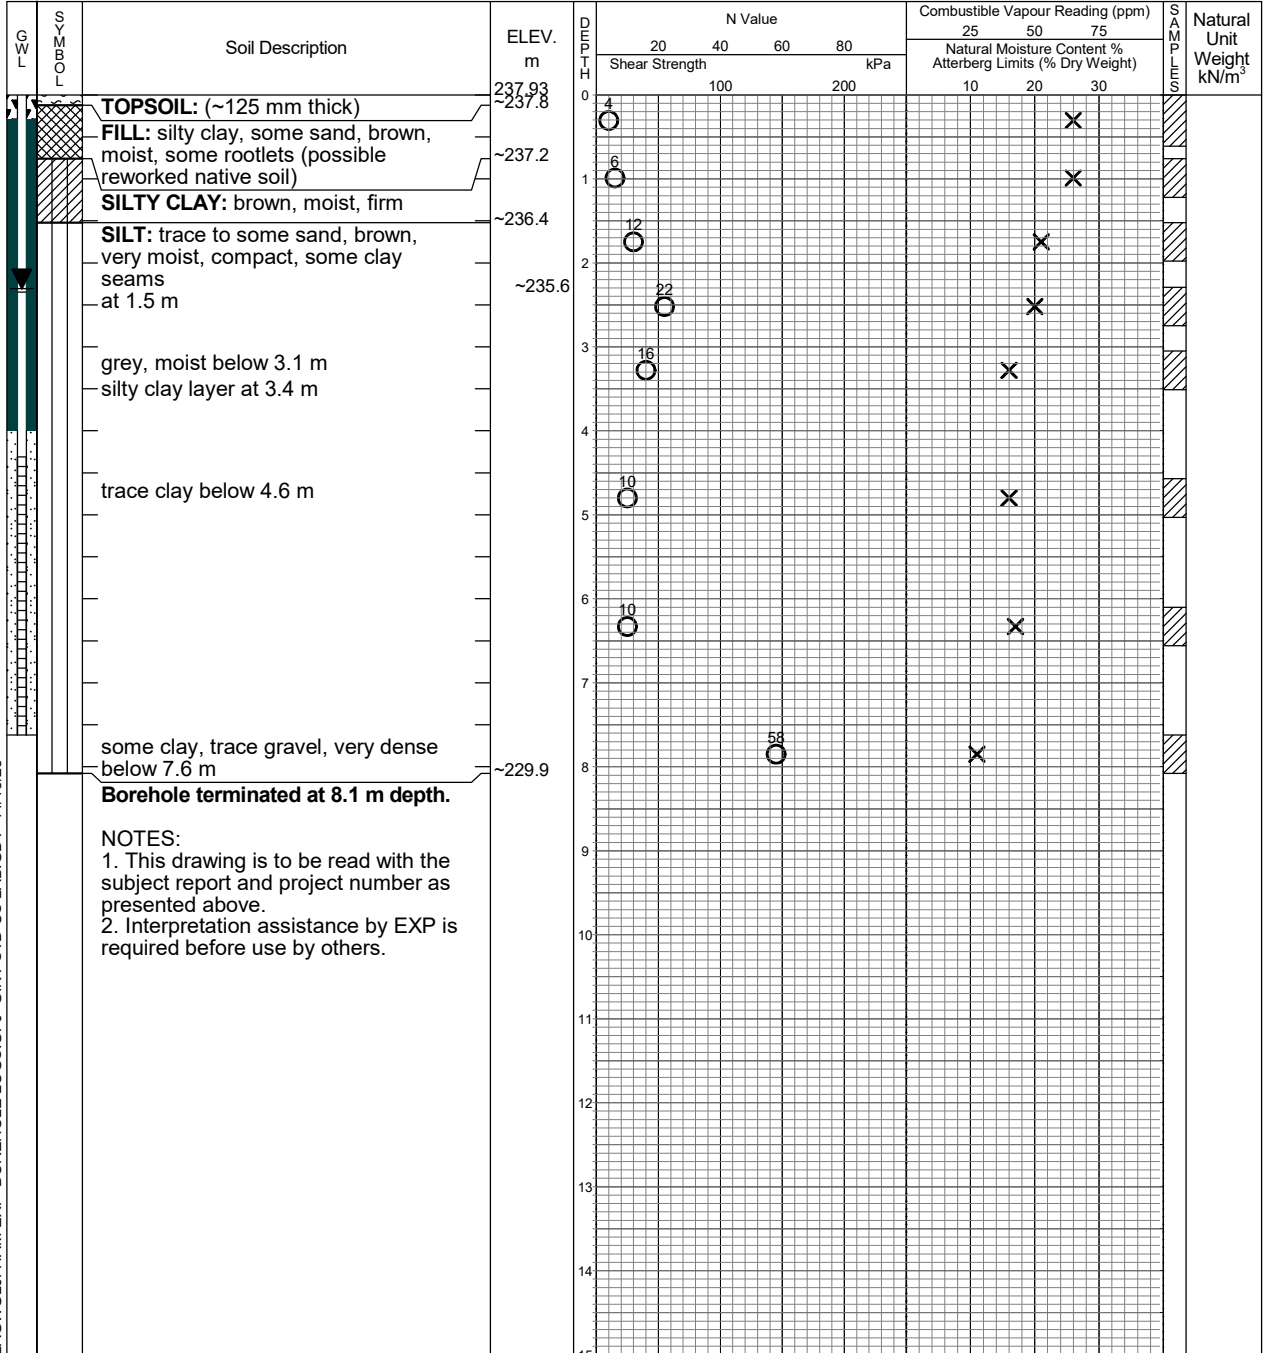 GWL
SYMBOL
Soil Description
ELEV.
m
DEPTH
N Value
20 40 60 80
Shear Strength kPa
100 200
Combustible Vapour Reading (ppm)
25 50 75
Natural Moisture Content %
Atterberg Limits (% Dry Weight)
10 20 30
SAMPLES
Natural
Unit
Weight
kN/m³
237.93
0
TOPSOIL: (~125 mm thick)
~237.8
4
FILL: silty clay, some sand, brown,
moist, some rootlets (possible
reworked native soil)
~237.2
6
1
SILTY CLAY: brown, moist, firm
~236.4
SILT: trace to some sand, brown,
very moist, compact, some clay
seams
at 1.5 m
12
2
~235.6
22
3
16
grey, moist below 3.1 m
silty clay layer at 3.4 m
4
trace clay below 4.6 m
10
5
6
10
7
some clay, trace gravel, very dense
below 7.6 m
58
8
~229.9
Borehole terminated at 8.1 m depth.
NOTES:
1. This drawing is to be read with the
subject report and project number as
presented above.
2. Interpretation assistance by EXP is
required before use by others.
9
10
11
12
13
14